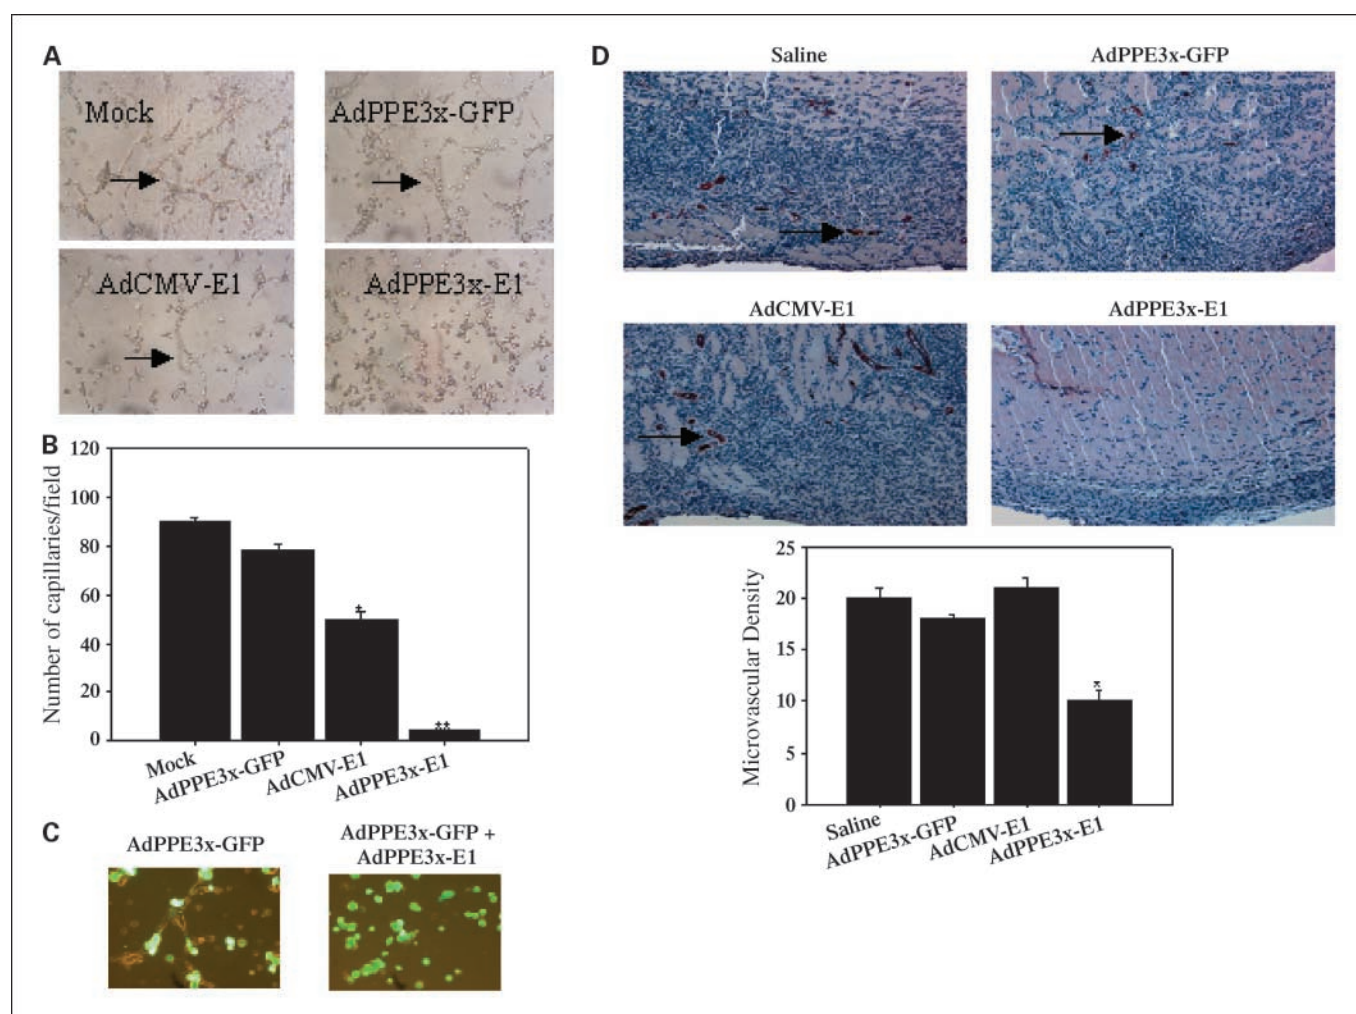 A
Mock
AdPPE3x-GFP
AdCMV-E1
AdPPE3x-E1
B
Number of capillaries/field
120
100
80
60
40
20
0
+
++
Mock
AdPPE3x-GFP
AdCMV-E1
AdPPE3x-E1
C
AdPPE3x-GFP
AdPPE3x-GFP +
AdPPE3x-E1
D
Saline
AdPPE3x-GFP
AdCMV-E1
AdPPE3x-E1
Microvascular Density
25
20
15
10
5
0
*
Saline
AdPPE3x-GFP
AdCMV-E1
AdPPE3x-E1